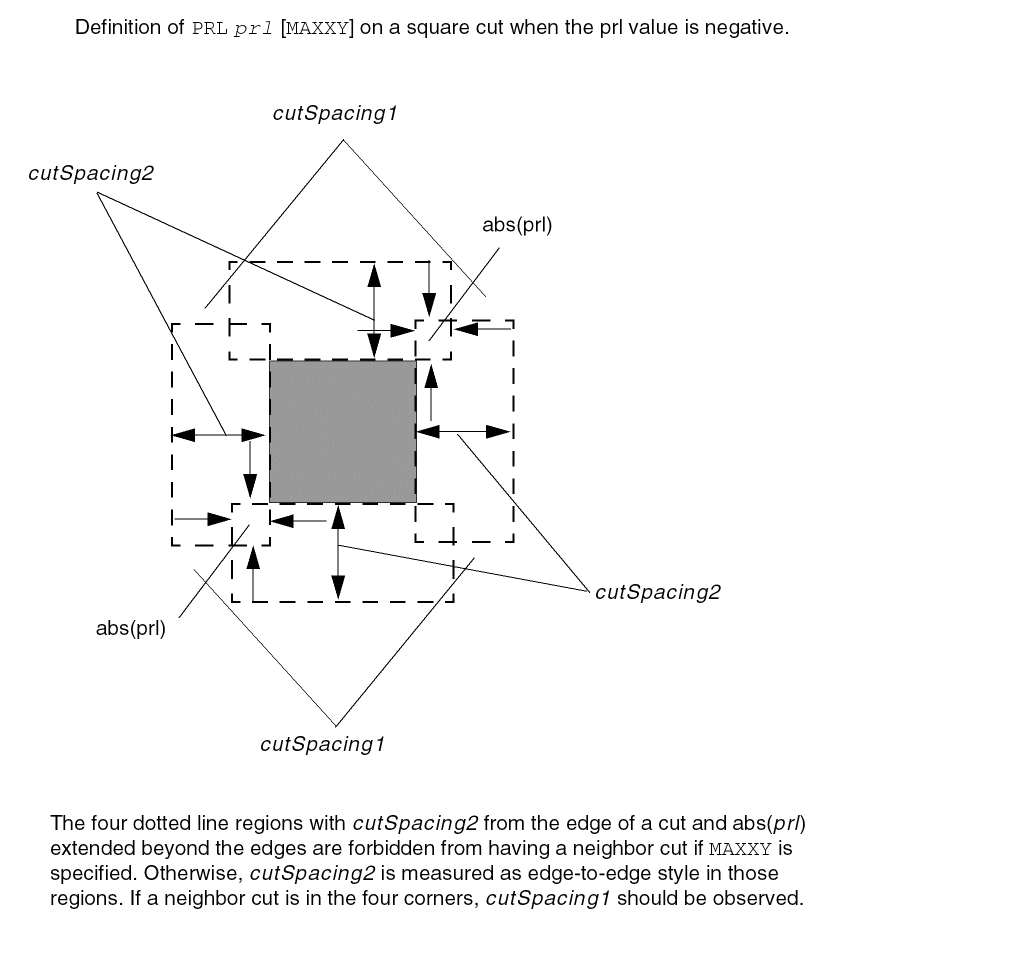 Definition of PRL prl [MAXXY] on a square cut when the prl value is negative.
cutSpacing1
cutSpacing2
abs(prl)
cutSpacing2
abs(prl)
cutSpacing1
The four dotted line regions with cutSpacing2 from the edge of a cut and abs(prl)
extended beyond the edges are forbidden from having a neighbor cut if MAXXY is
specified. Otherwise, cutSpacing2 is measured as edge-to-edge style in those
regions. If a neighbor cut is in the four corners, cutSpacing1 should be observed.